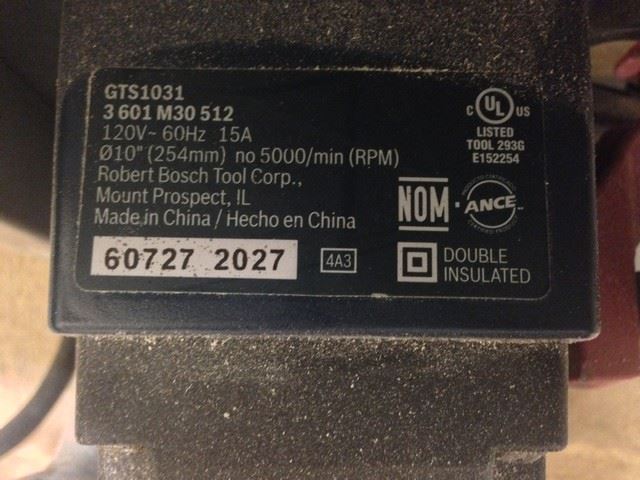 GTS1031
3 601 M30 512
120V~ 60Hz 15A
Ø10" (254mm) no 5000/min (RPM)
Robert Bosch Tool Corp.,
Mount Prospect, IL
Made in China / Hecho en China
60727 2027
4A3
C UL US
LISTED
TOOL 293G
E152254
NOM - ANCE
DOUBLE
INSULATED